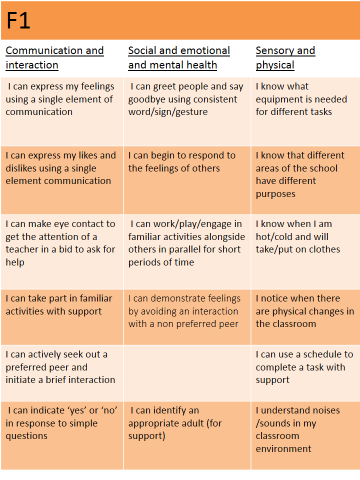 F1
Communication and
interaction
Social and emotional
and mental health
Sensory and
physical
I can express my feelings
using a single element of
communication
I can greet people and say
goodbye using consistent
word/sign/gesture
I know what
equipment is needed
for different tasks
I can express my likes and
dislikes using a single
element communication
I can begin to respond to
the feelings of others
I know that different
areas of the school
have different
purposes
I can make eye contact to
get the attention of a
teacher in a bid to ask for
help
I can work/play/engage in
familiar activities alongside
others in parallel for short
periods of time
I know when I am
hot/cold and will
take/put on clothes
I can take part in familiar
activities with support
I can demonstrate feelings
by avoiding an interaction
with a non preferred peer
I notice when there
are physical changes in
the classroom
I can actively seek out a
preferred peer and
initiate a brief interaction
I can use a schedule to
complete a task with
support
I can indicate ‘yes’ or ‘no’
in response to simple
questions
I can identify an
appropriate adult (for
support)
I understand noises
/sounds in my
classroom
environment